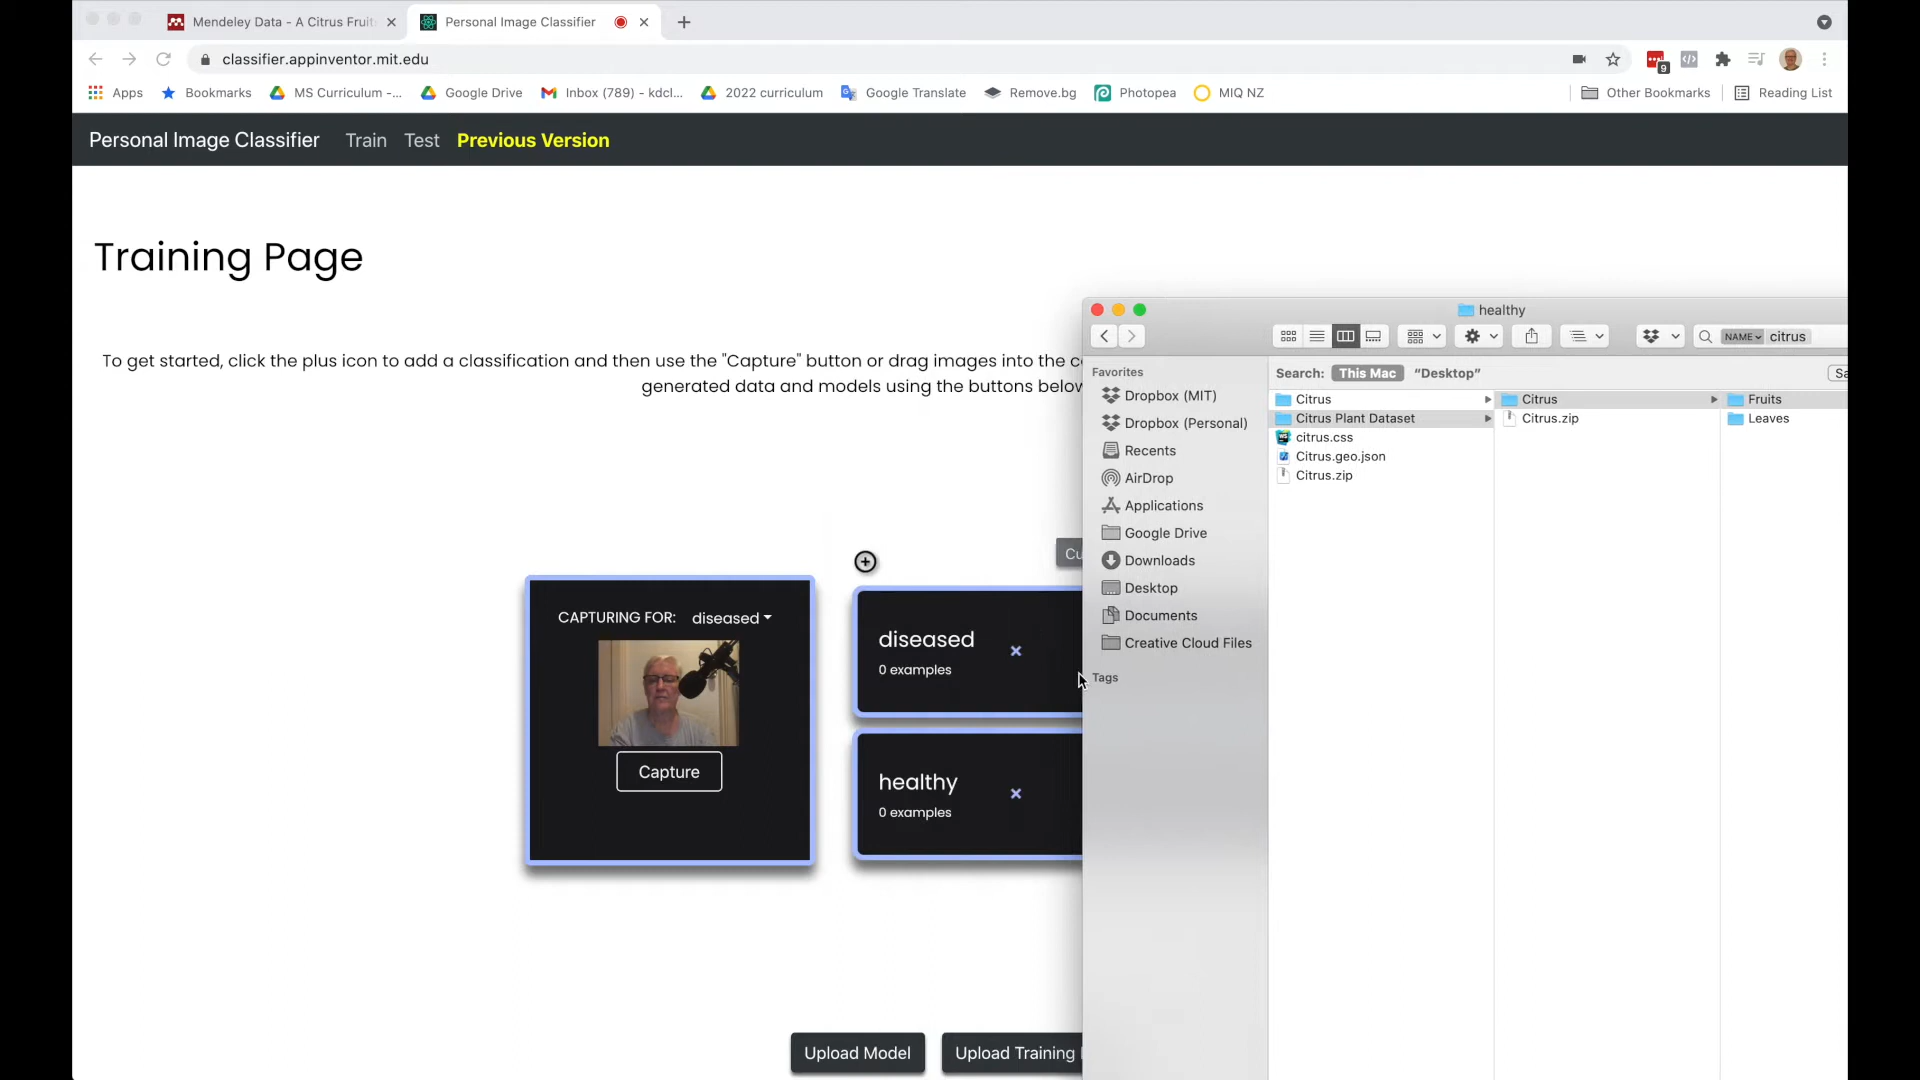 Mendeley Data - A Citrus Fruit
Personal Image Classifier
classifier.appinventor.mit.edu
9
Apps
Bookmarks
MS Curriculum -...
Google Drive
Inbox (789) - kdcl...
2022 curriculum
Google Translate
Remove.bg
Photopea
MIQ NZ
Other Bookmarks
Reading List
Personal Image Classifier
Train
Test
Previous Version
Training Page
To get started, click the plus icon to add a classification and then use the "Capture" button or drag images into the
generated data and models using the buttons below
CAPTURING FOR: diseased
Capture
diseased
0 examples
healthy
0 examples
Upload Model
Upload Training
healthy
NAME
citrus
Favorites
Dropbox (MIT)
Dropbox (Personal)
Recents
AirDrop
Applications
Google Drive
Downloads
Desktop
Documents
Creative Cloud Files
Tags
Search: This Mac "Desktop"
Citrus
Citrus Plant Dataset
citrus.css
Citrus.geo.json
Citrus.zip
Citrus
Citrus.zip
Fruits
Leaves